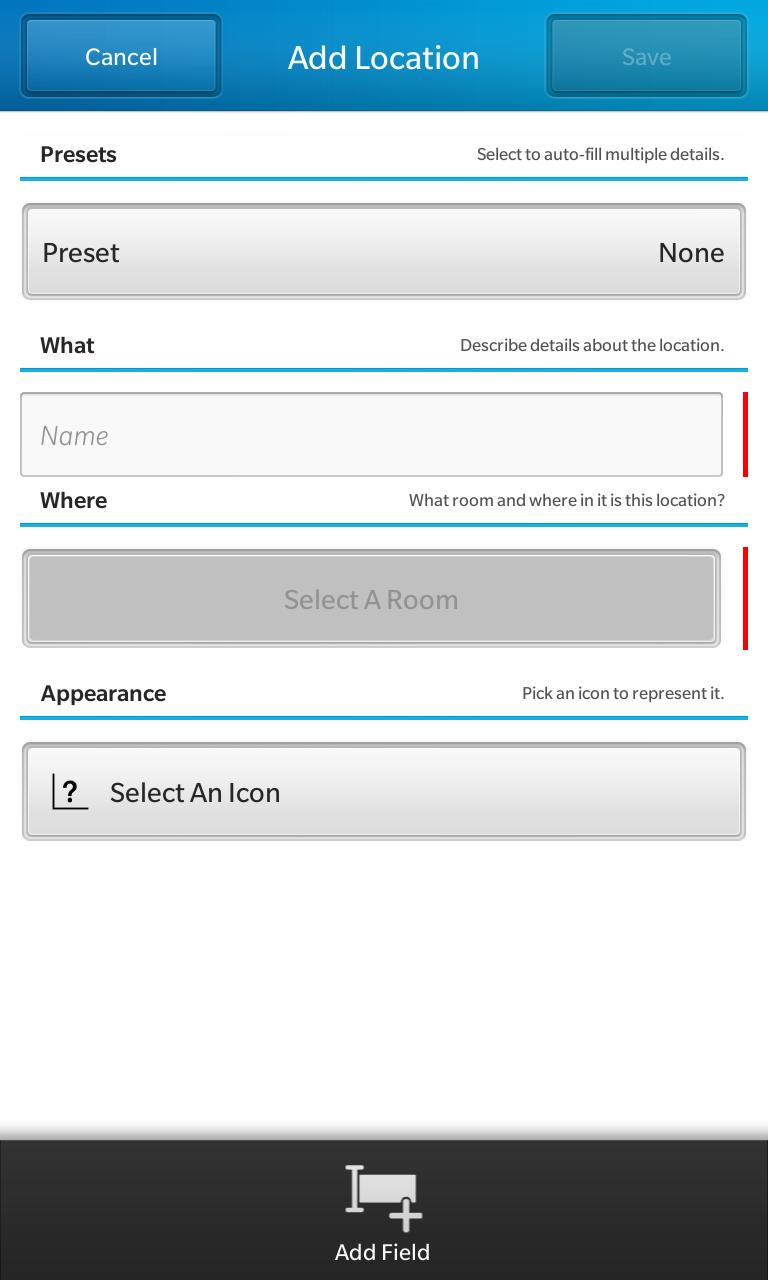 Cancel
Add Location
Save
Presets
Select to auto-fill multiple details.
Preset
None
What
Describe details about the location.
Name
Where
What room and where in it is this location?
Select A Room
Appearance
Pick an icon to represent it.
? Select An Icon
Add Field